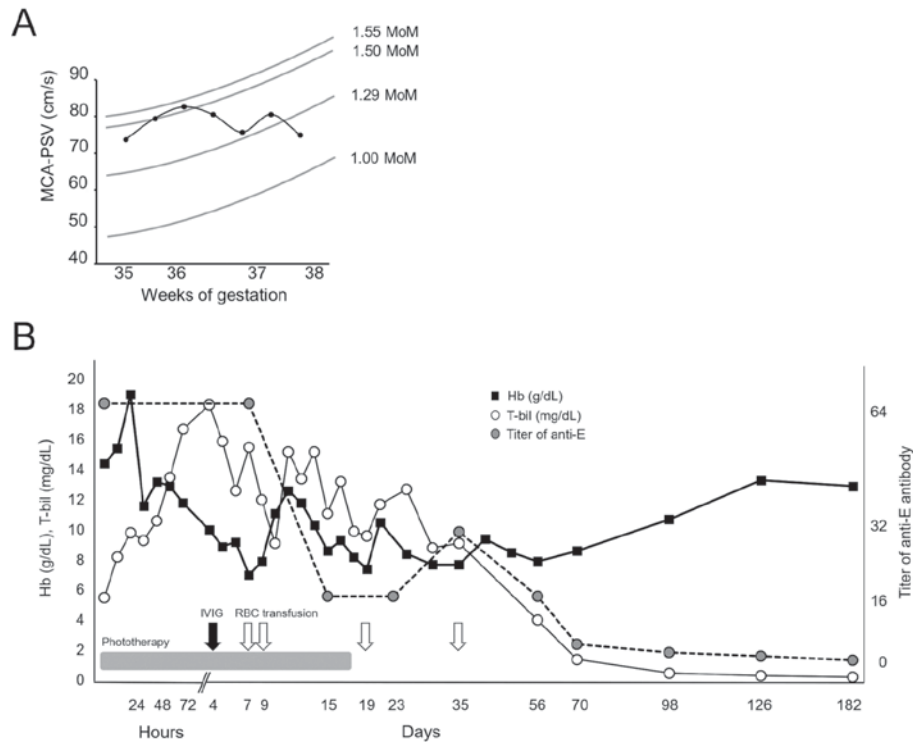 A
1.55 MoM
1.50 MoM
1.29 MoM
1.00 MoM
MCA-PSV (cm/s)
90
80
70
60
50
40
35 36 37 38
Weeks of gestation
B
Hb (g/dL), T-bil (mg/dL)
20
18
16
14
12
10
8
6
4
2
0
Hb (g/dL)
T-bil (mg/dL)
Titer of anti-E
64
32
16
0
Titer of anti-E antibody
IVIG RBC transfusion
Phototherapy
24 48 72 4 7 9 15 19 23 35 56 70 98 126 182
Hours Days